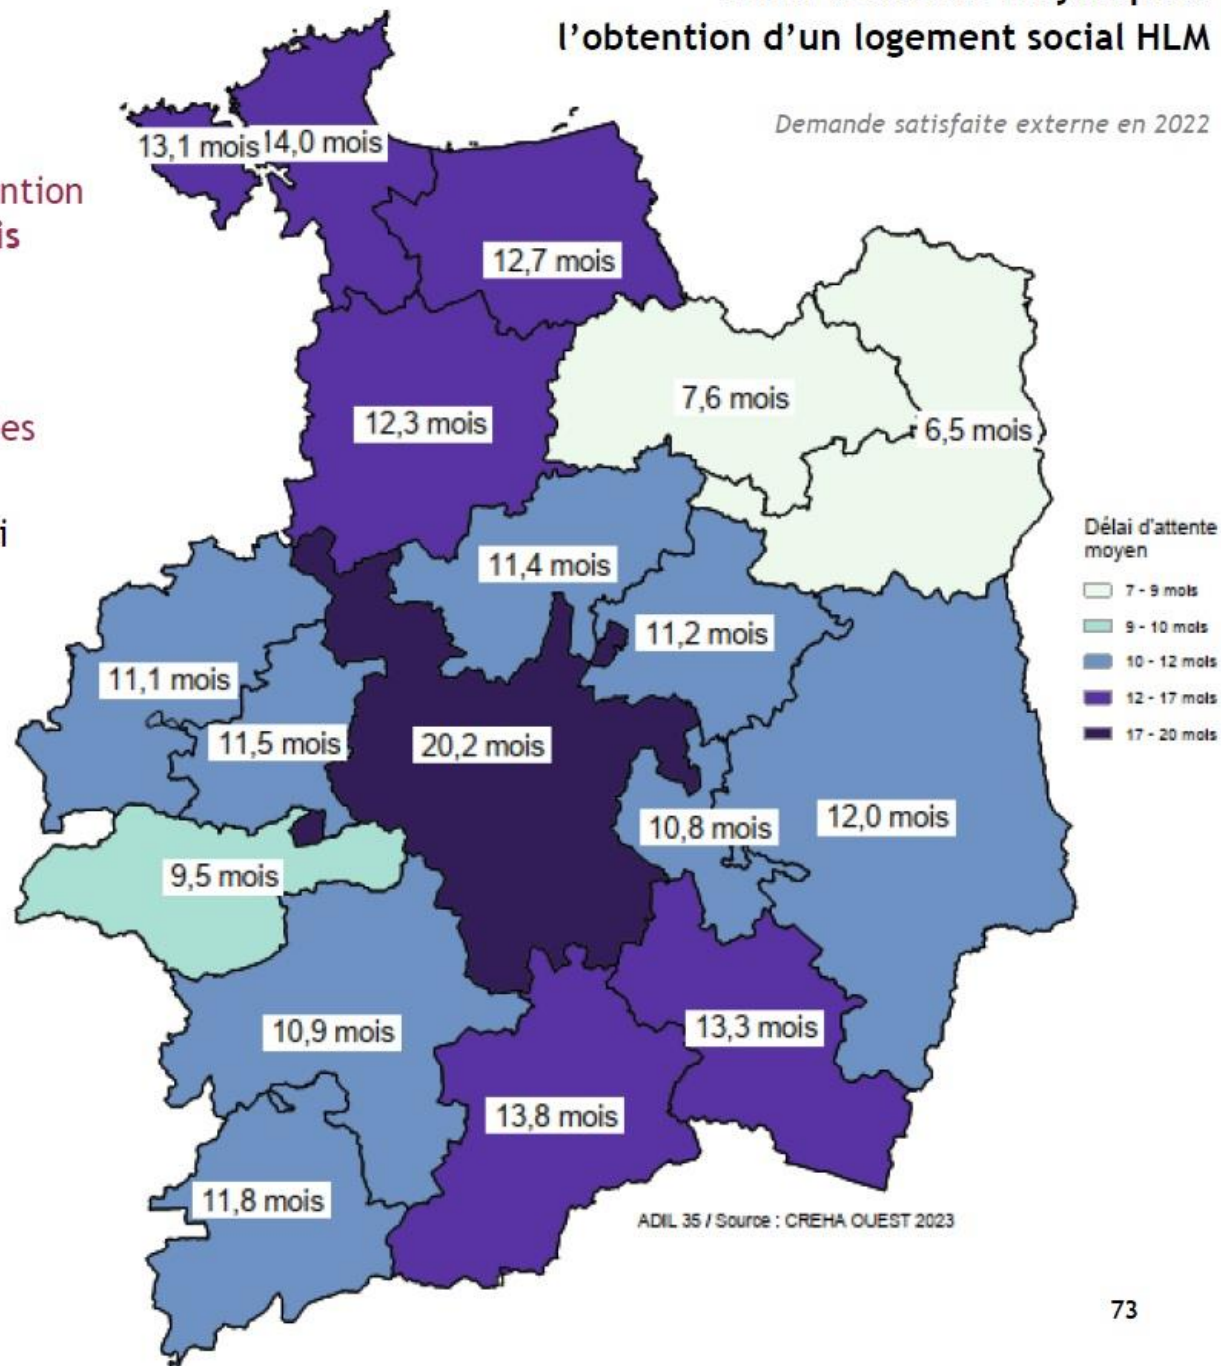 l’obtention d’un logement social HLM
Demande satisfaite externe en 2022
ntion
is
es
i
13,1 mois
14,0 mois
12,7 mois
7,6 mois
12,3 mois
6,5 mois
11,4 mois
11,2 mois
11,1 mois
11,5 mois
20,2 mois
10,8 mois
12,0 mois
9,5 mois
10,9 mois
13,3 mois
13,8 mois
11,8 mois
Délai d'attente
moyen
7 - 9 mois
9 - 10 mois
10 - 12 mois
12 - 17 mois
17 - 20 mois
ADIL 35 / Source : CREHA OUEST 2023
73